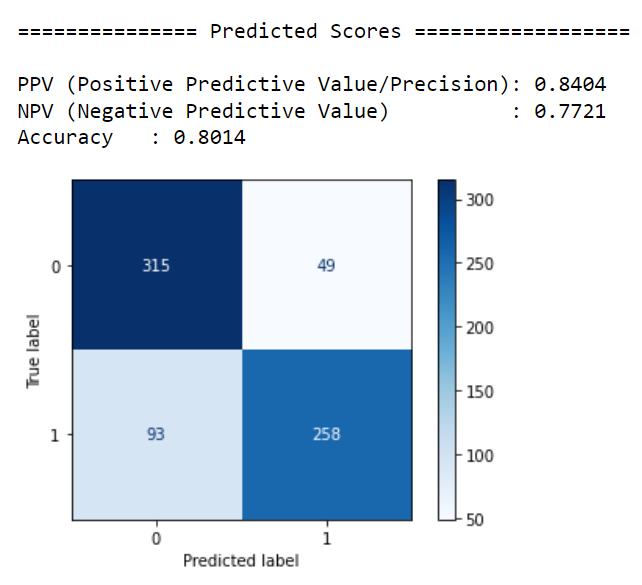 =============== Predicted Scores ==================
PPV (Positive Predictive Value/Precision): 0.8404
NPV (Negative Predictive Value)          : 0.7721
Accuracy   : 0.8014
300
0 315 49
250
200
True label
150
1 93 258
100
50
0 1
Predicted label